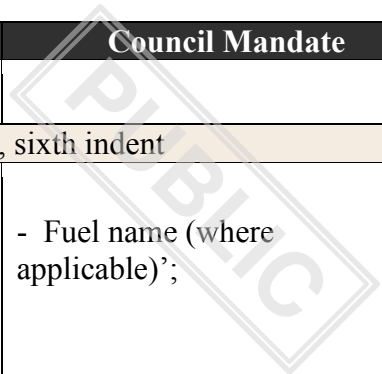 Council Mandate
, sixth indent
- Fuel name (where
applicable)’;
PUBLIC